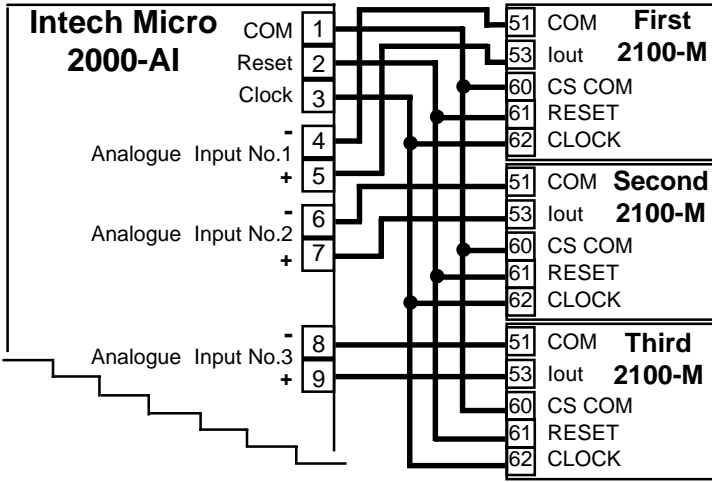 Intech Micro
2000-AI
COM 1
Reset 2
Clock 3
- 4
Analogue Input No.1
+ 5
- 6
Analogue Input No.2
+ 7
- 8
Analogue Input No.3
+ 9
51 COM First
53 Iout 2100-M
60 CS COM
61 RESET
62 CLOCK
51 COM Second
53 Iout 2100-M
60 CS COM
61 RESET
62 CLOCK
51 COM Third
53 Iout 2100-M
60 CS COM
61 RESET
62 CLOCK